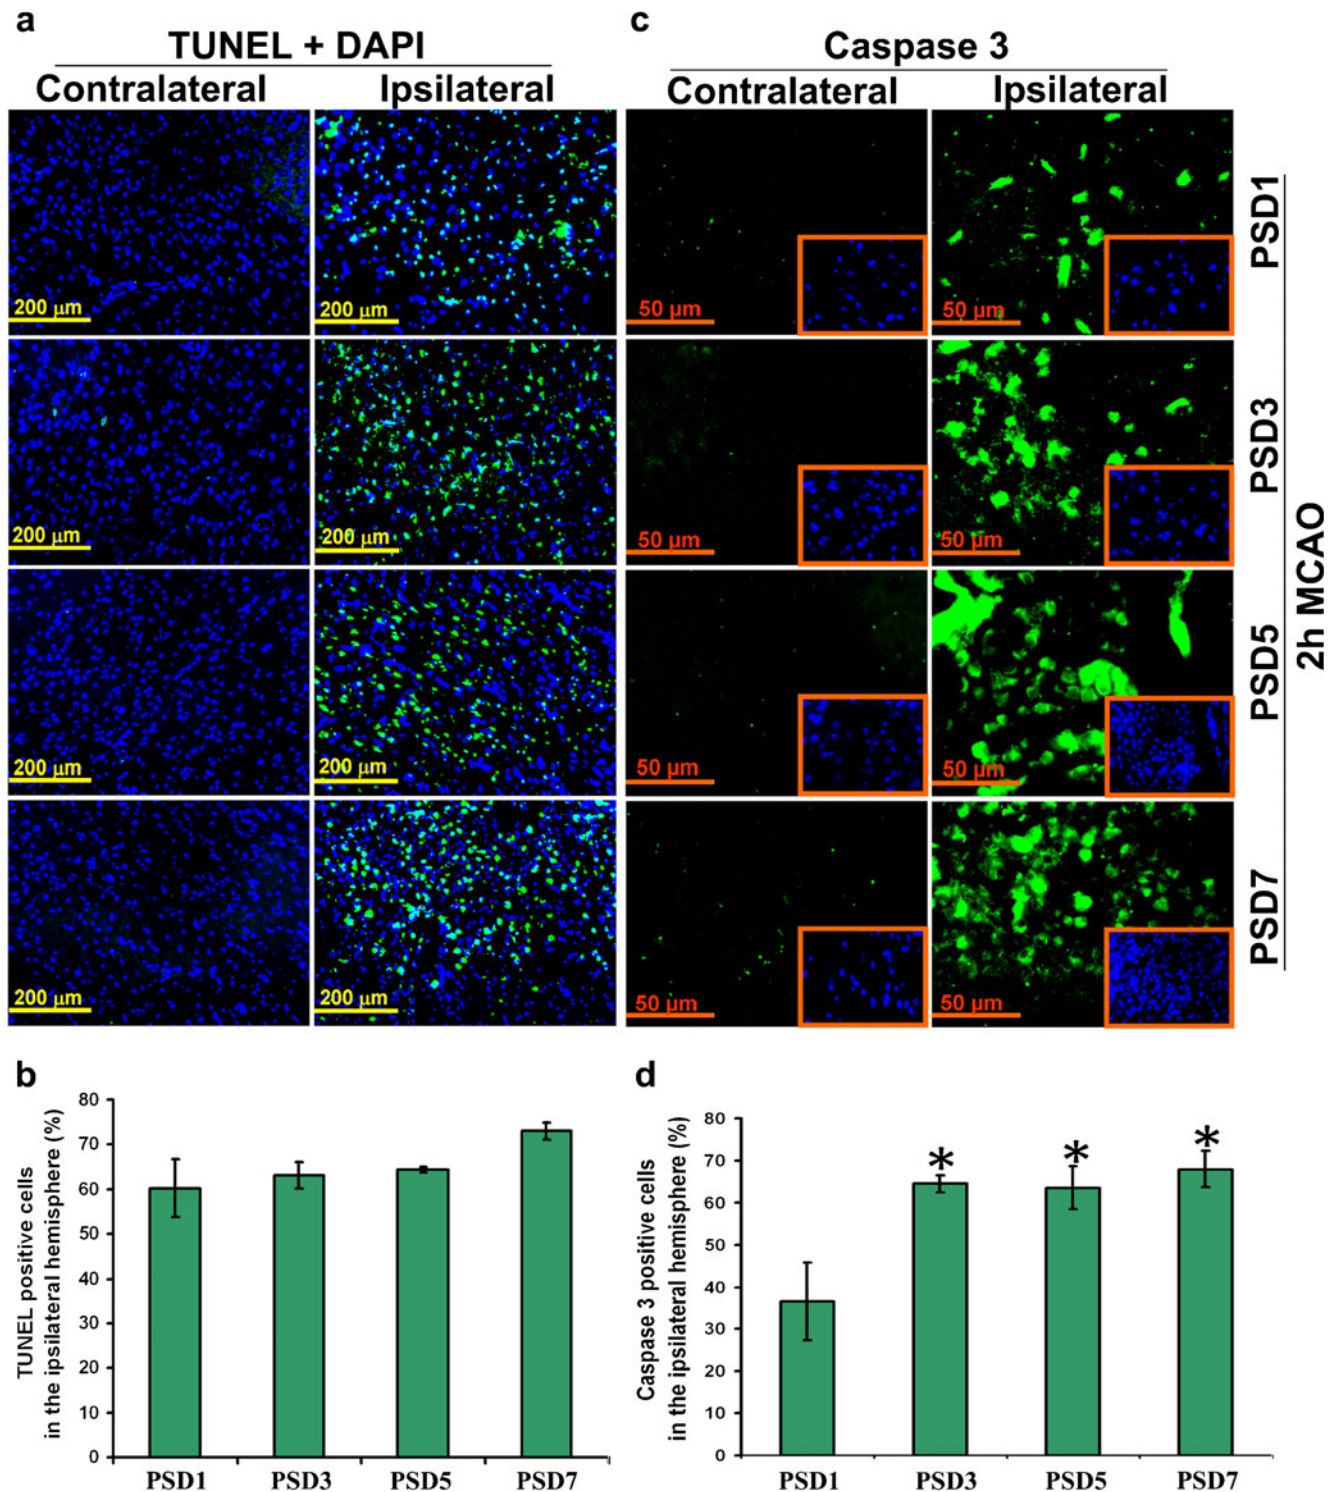 a
TUNEL + DAPI
Contralateral Ipsilateral
200 μm 200 μm
200 μm 200 μm
200 μm 200 μm
200 μm 200 μm
c
Caspase 3
Contralateral Ipsilateral
50 μm 50 μm
50 μm 50 μm
50 μm 50 μm
50 μm 50 μm
PSD1
PSD3
PSD5
PSD7
2h MCAO
b
TUNEL positive cells
in the ipsilateral hemisphere (%)
80
70
60
50
40
30
20
10
0
PSD1 PSD3 PSD5 PSD7
d
Caspase 3 positive cells
in the ipsilateral hemisphere (%)
80
70
60
50
40
30
20
10
0
* * *
PSD1 PSD3 PSD5 PSD7